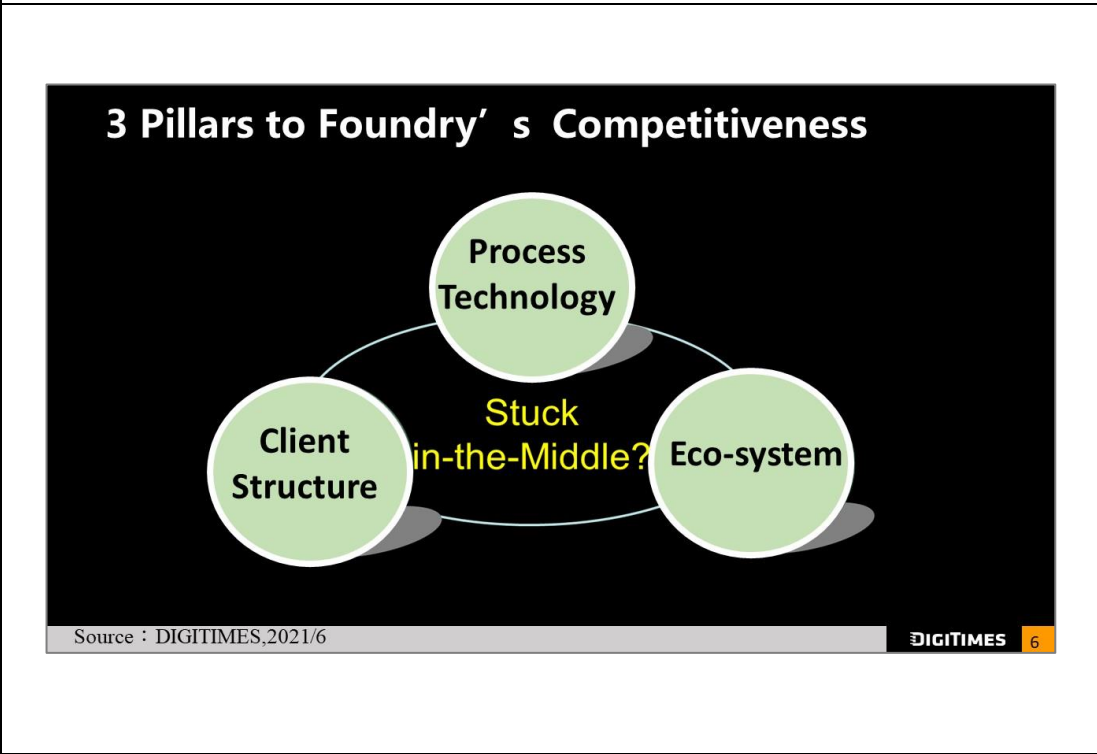 3 Pillars to Foundry’ s Competitiveness
Process
Technology
Stuck
in-the-Middle?
Client
Structure
Eco-system
Source：DIGITIMES,2021/6
DIGITIMES
6